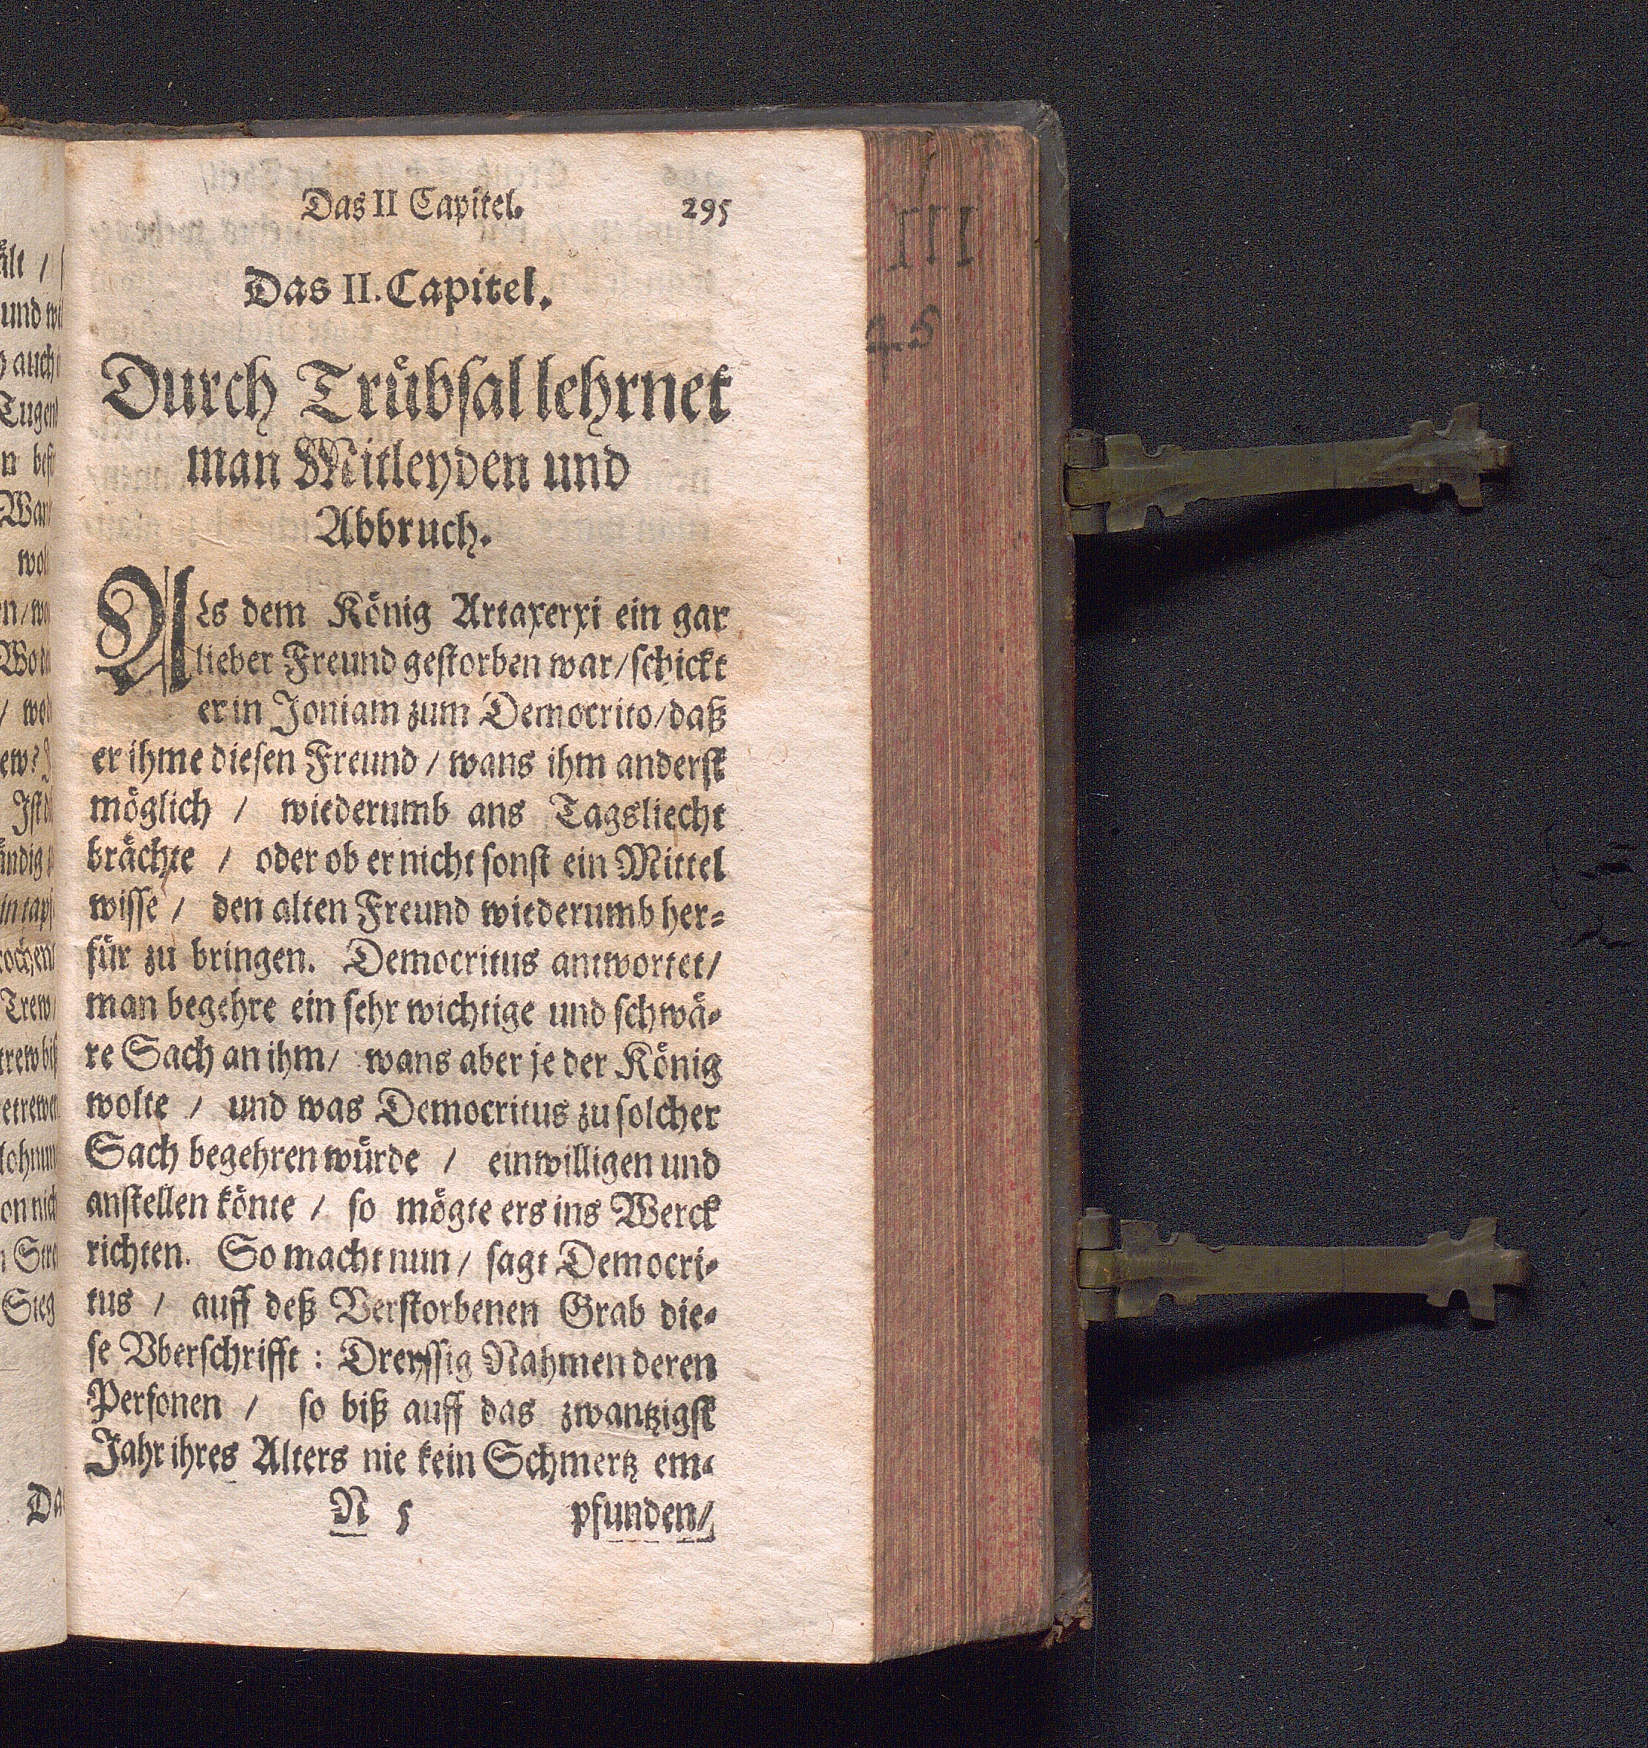 Das II Capitel. 295
Das II. Capitel.
Durch Trübsal lehrnet
man Mitleyden und
Abbruch.
Als dem König Artaxerxi ein gar
lieber Freund gestorben war/schickt
er in Joniam zum Democrito/daß
er ihme diesen Freund / wans ihm anderst
möglich / wiederumb ans Tagsliecht
brächte / oder ob er nicht sonst ein Mittel
wisse / den alten Freund wiederumb her-
für zu bringen. Democritus antwortet/
man begehre ein sehr wichtige und schwä-
re Sach an ihm/ wans aber je der König
wolte / und was Democritus zu solcher
Sach begehren würde / einwilligen und
anstellen könte / so mögte ers ins Werck
richten. So macht nun / sagt Democri-
tus / auff deß Verstorbenen Grab die-
se Vberschrifft : Dreyssig Nahmen deren
Personen / so biß auff das zwantzigst
Jahr ihres Alters nie kein Schmertz em-
N 5 pfunden/
III
45